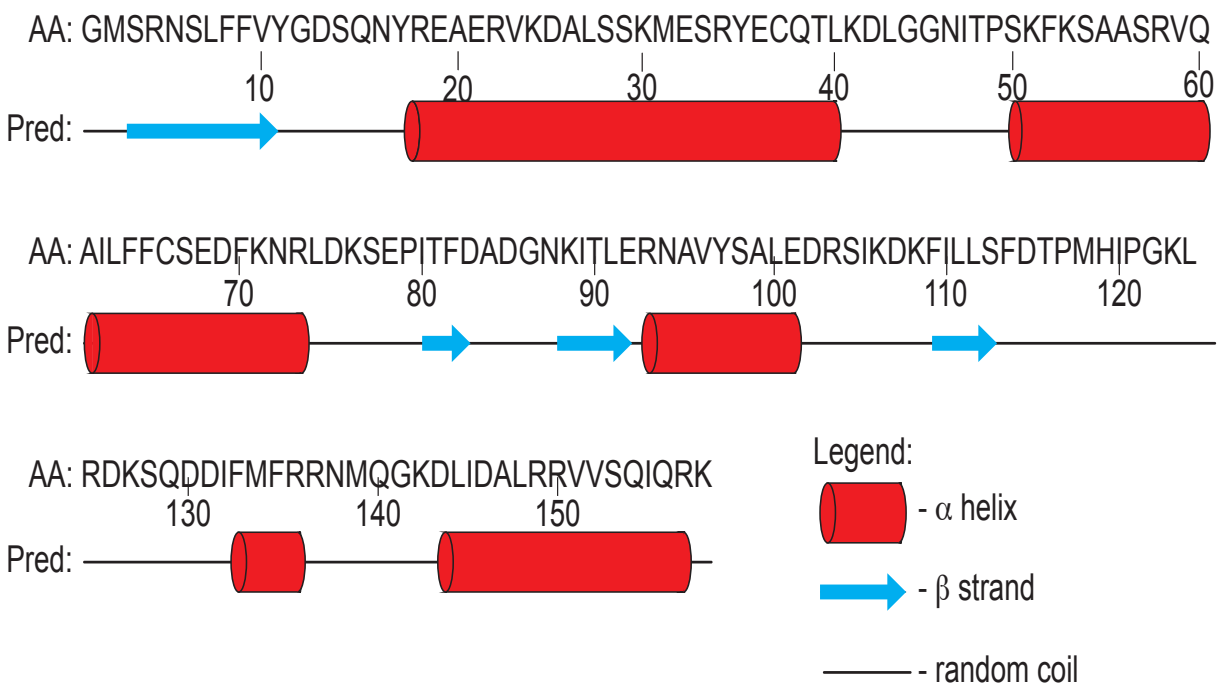 AA: GMSRNSLFFVYGDSQNYREAERVKDALSSKMESRYECQTLKDLGGNITPSKFKSAASRVQ
10 20 30 40 50 60
Pred:
AA: AILFFCSEDFKNRLDKSEPITFDADGNKITLERNAVYSALEDRSIKDKFILLSFDTPMHIPGKL
70 80 90 100 110 120
Pred:
AA: RDKSQDDIFMFRRNMQGKDLIDALRRVVSQIQRK
130 140 150
Pred:
Legend:
- α helix
- β strand
- random coil